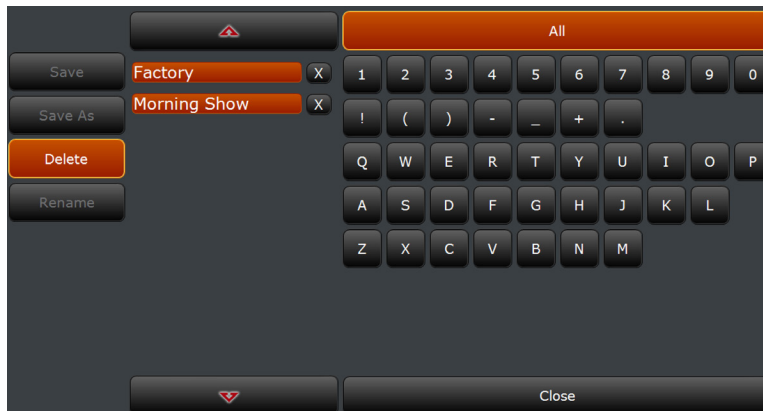 All
Save Factory X 1 2 3 4 5 6 7 8 9 0
Save As Morning Show X ! ( ) - _ + .
Delete Q W E R T Y U I O P
Rename A S D F G H J K L
Z X C V B N M
Close